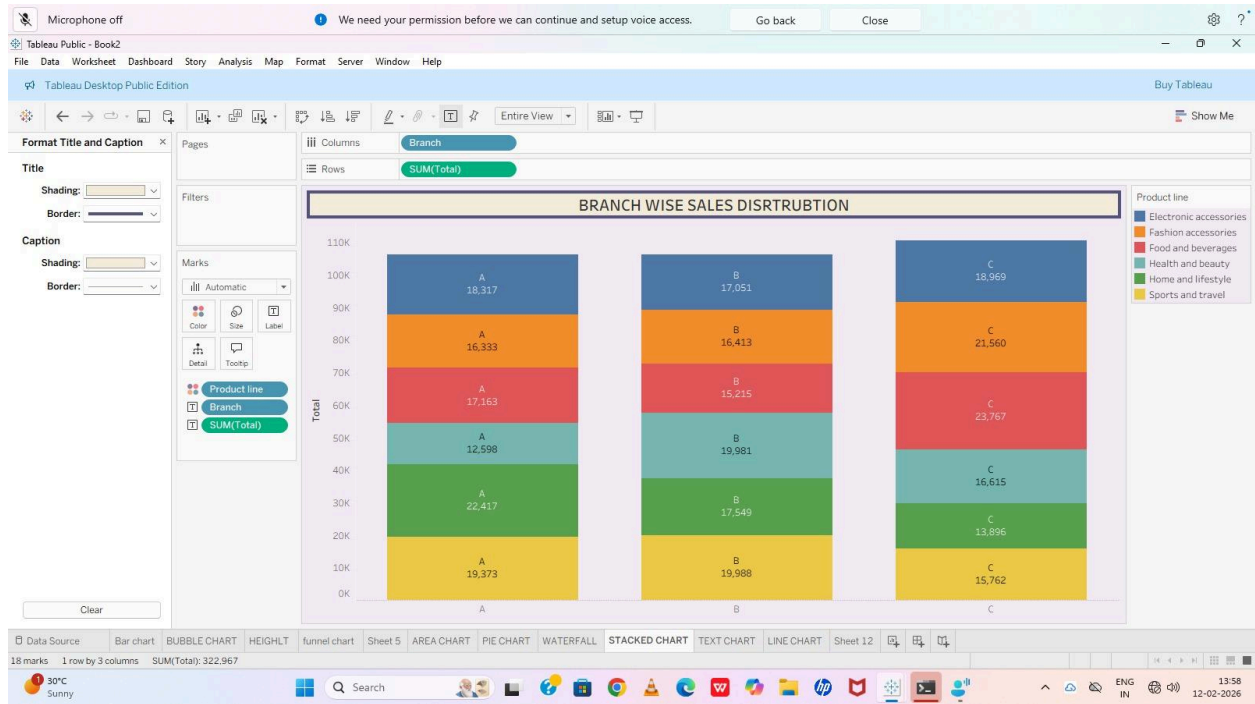 Microphone off
We need your permission before we can continue and setup voice access. Go back Close
?
Tableau Public - Book2
File Data Worksheet Dashboard Story Analysis Map Format Server Window Help
Tableau Desktop Public Edition Buy Tableau
Entire View Show Me
Format Title and Caption ×
Title
Shading:
Border:
Caption
Shading:
Border:
Clear
Pages
Filters
Marks
Automatic
Color Size Label
Detail Tooltip
Product line
Branch
SUM(Total)
Columns Branch
Rows SUM(Total)
BRANCH WISE SALES DISRTRUBTION
Total
110K
100K
90K
80K
70K
60K
50K
40K
30K
20K
10K
0K
A
18,317
A
16,333
A
17,163
A
12,598
A
22,417
A
19,373
B
17,051
B
16,413
B
15,215
B
19,981
B
17,549
B
19,988
C
18,969
C
21,560
C
23,767
C
16,615
C
13,896
C
15,762
A B C
Product line
Electronic accessories
Fashion accessories
Food and beverages
Health and beauty
Home and lifestyle
Sports and travel
Data Source Bar chart BUBBLE CHART HEIGHLT funnel chart Sheet 5 AREA CHART PIE CHART WATERFALL STACKED CHART TEXT CHART LINE CHART Sheet 12
18 marks 1 row by 3 columns SUM(Total): 322,967
1
30°C
Sunny
Search
W
hp
ENG
IN
13:58
12-02-2026